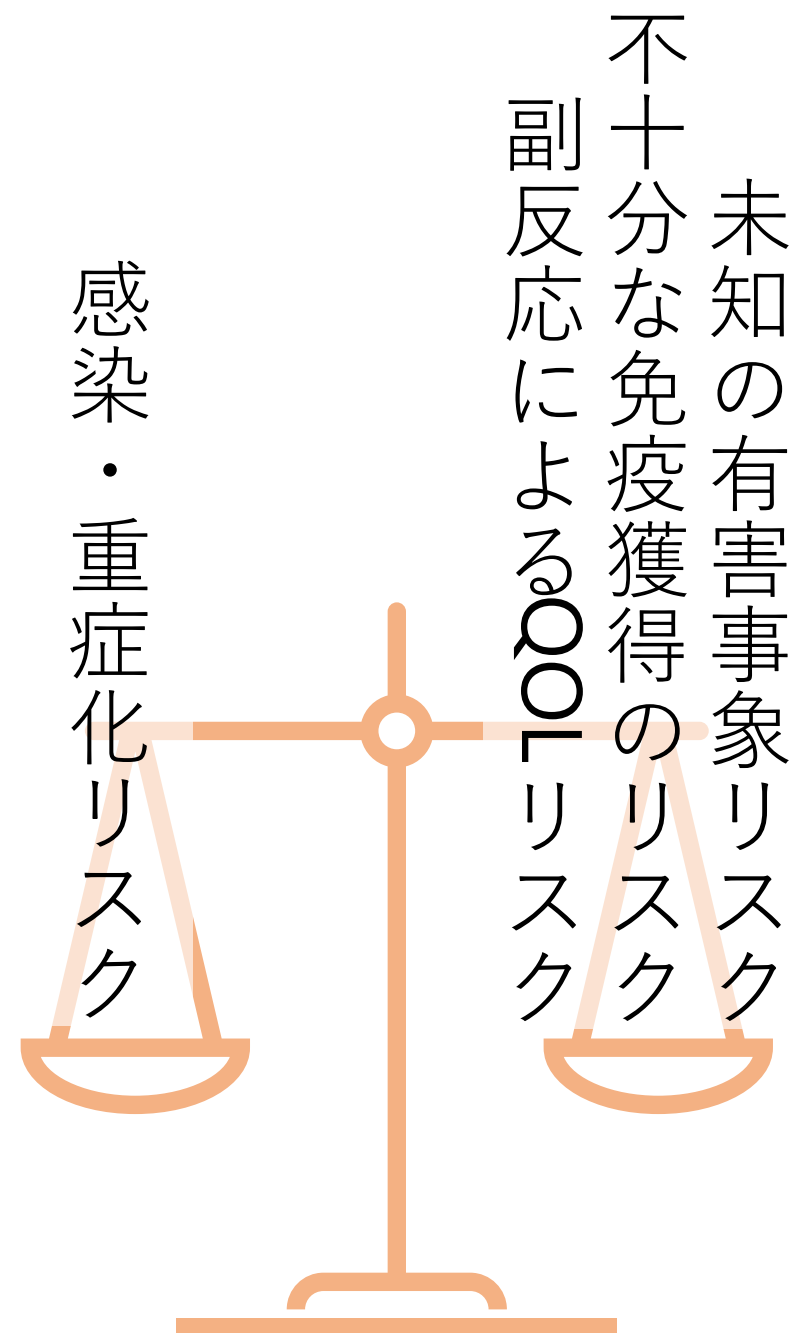 未知の有害事象リスク
不十分な免疫獲得のリスク
副反応によるQOLリスク
感染・重症化リスク